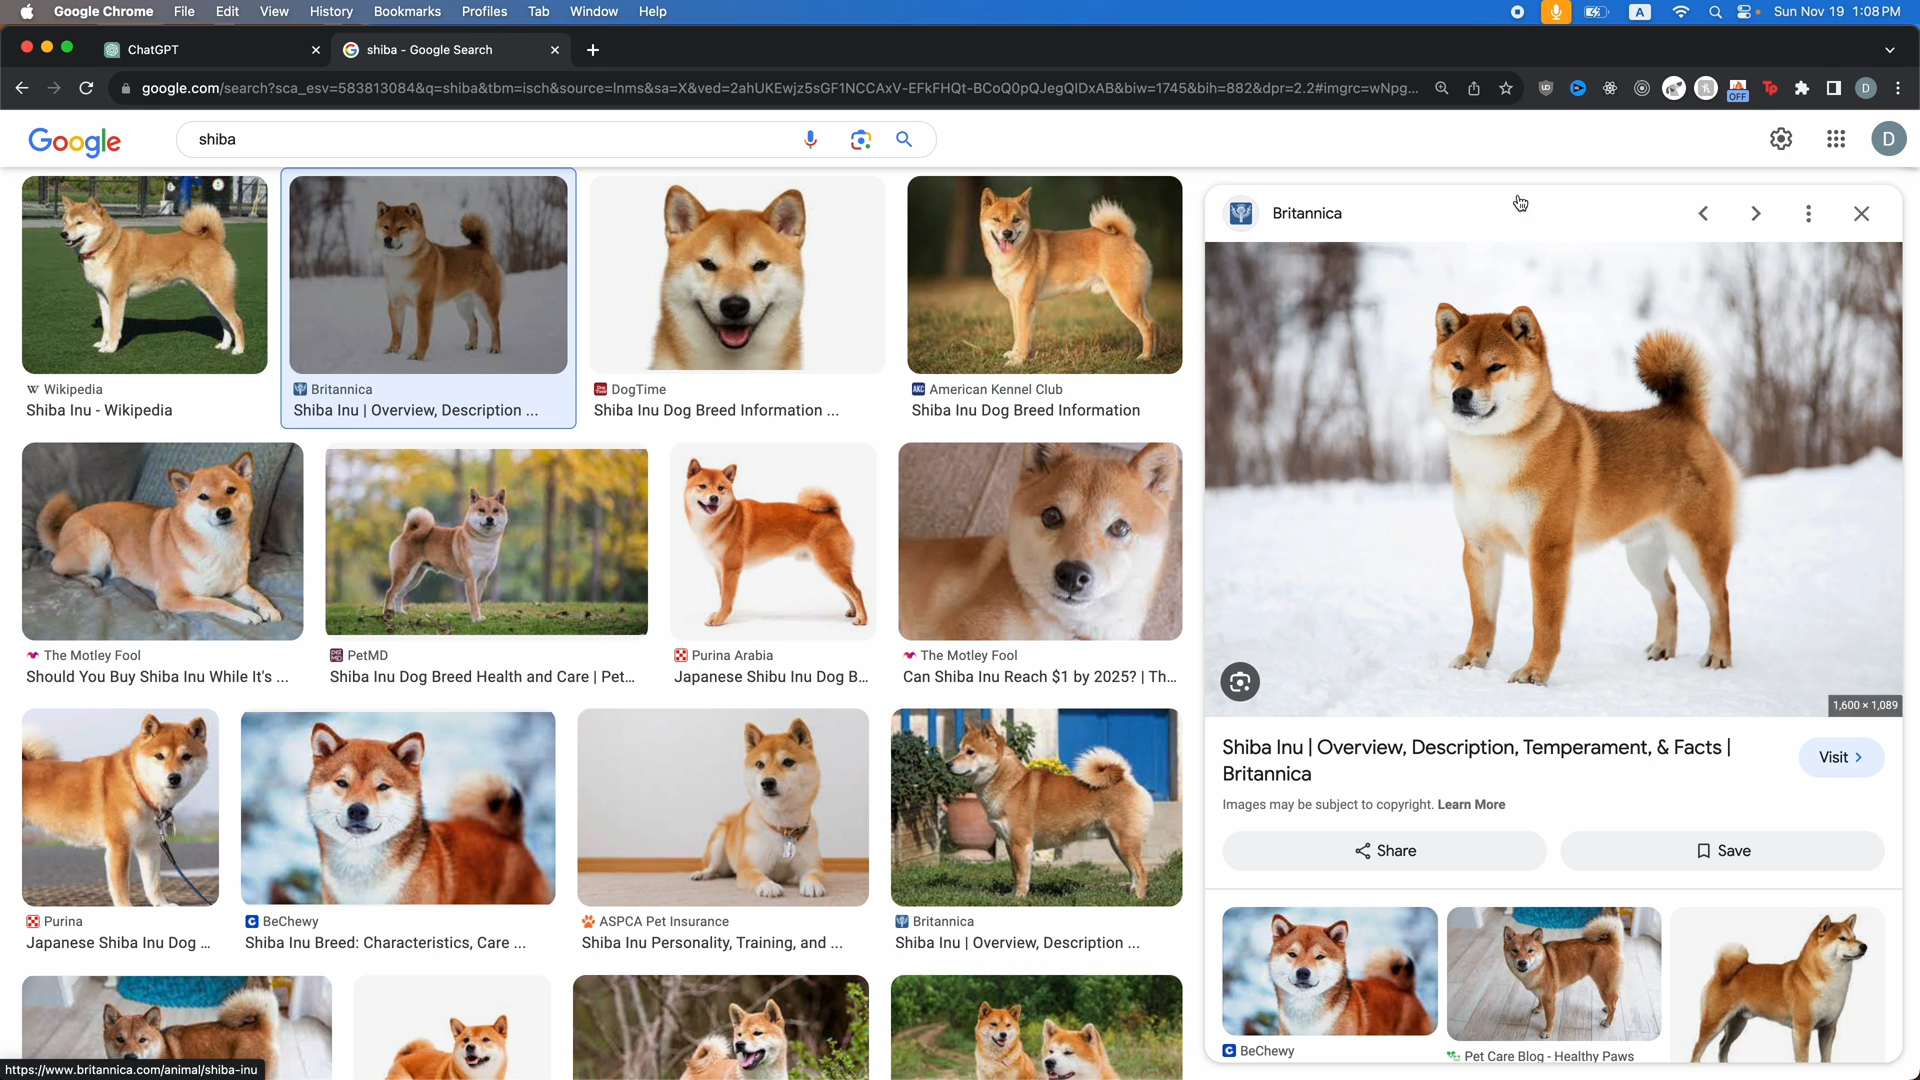 Google Chrome File Edit View History Bookmarks Profiles Tab Window Help A Sun Nov 19 1:08 PM
ChatGPT shiba - Google Search
google.com/search?sca_esv=583813084&q=shiba&tbm=isch&source=lnms&sa=X&ved=2ahUKEwjz5sGF1NCCAxV-EFkFHQt-BCoQ0pQJegQIDxAB&biw=1745&bih=882&dpr=2.2#imgrc=wNpg... OFF Tp D
Google shiba D
Wikipedia
Shiba Inu - Wikipedia
Britannica
Shiba Inu | Overview, Description ...
DogTime
Shiba Inu Dog Breed Information ...
AKC American Kennel Club
Shiba Inu Dog Breed Information
The Motley Fool
Should You Buy Shiba Inu While It's ...
PetMD
Shiba Inu Dog Breed Health and Care | Pet...
Purina Arabia
Japanese Shibu Inu Dog B...
The Motley Fool
Can Shiba Inu Reach $1 by 2025? | Th...
Purina
Japanese Shiba Inu Dog ...
BeChewy
Shiba Inu Breed: Characteristics, Care ...
ASPCA Pet Insurance
Shiba Inu Personality, Training, and ...
Britannica
Shiba Inu | Overview, Description ...
Britannica
1,600 × 1,089
Shiba Inu | Overview, Description, Temperament, & Facts |
Britannica
Visit
Images may be subject to copyright. Learn More
Share
Save
BeChewy
Pet Care Blog - Healthy Paws
https://www.britannica.com/animal/shiba-inu